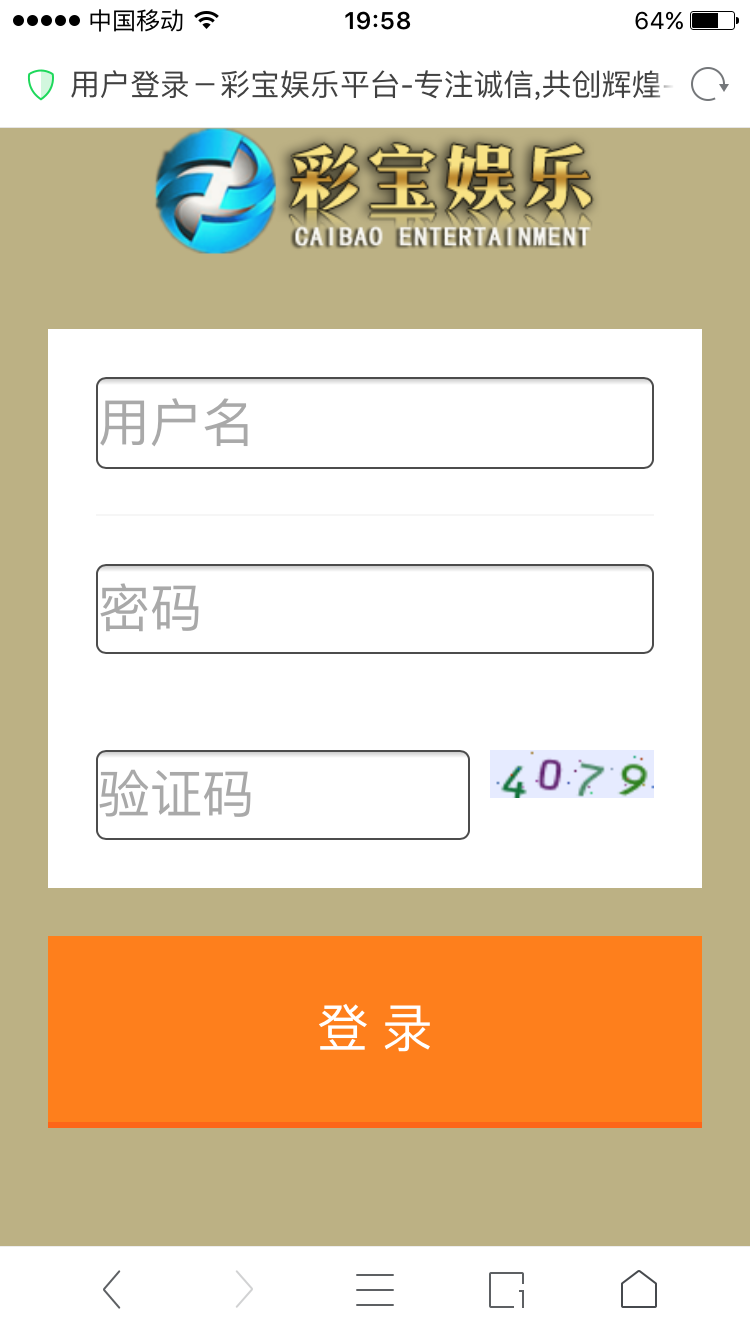 中国移动 19:58 64%
用户登录－彩宝娱乐平台-专注诚信,共创辉煌-
彩宝娱乐
CAIBAO ENTERTAINMENT
用户名
密码
验证码 4079
登 录
1